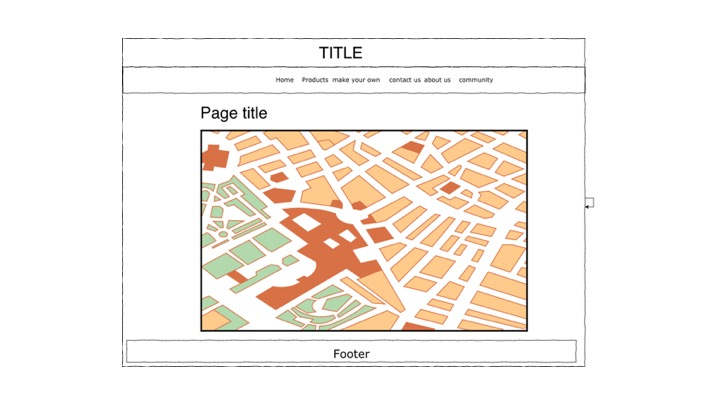 TITLE
Home Products make your own contact us about us community
Page title
Footer